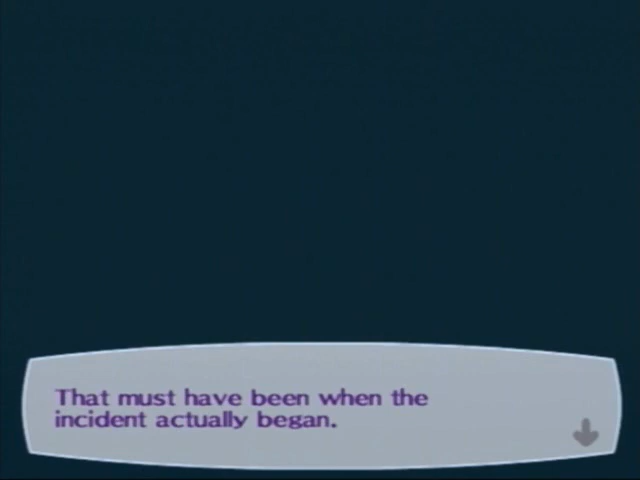 That must have been when the
incident actually began.